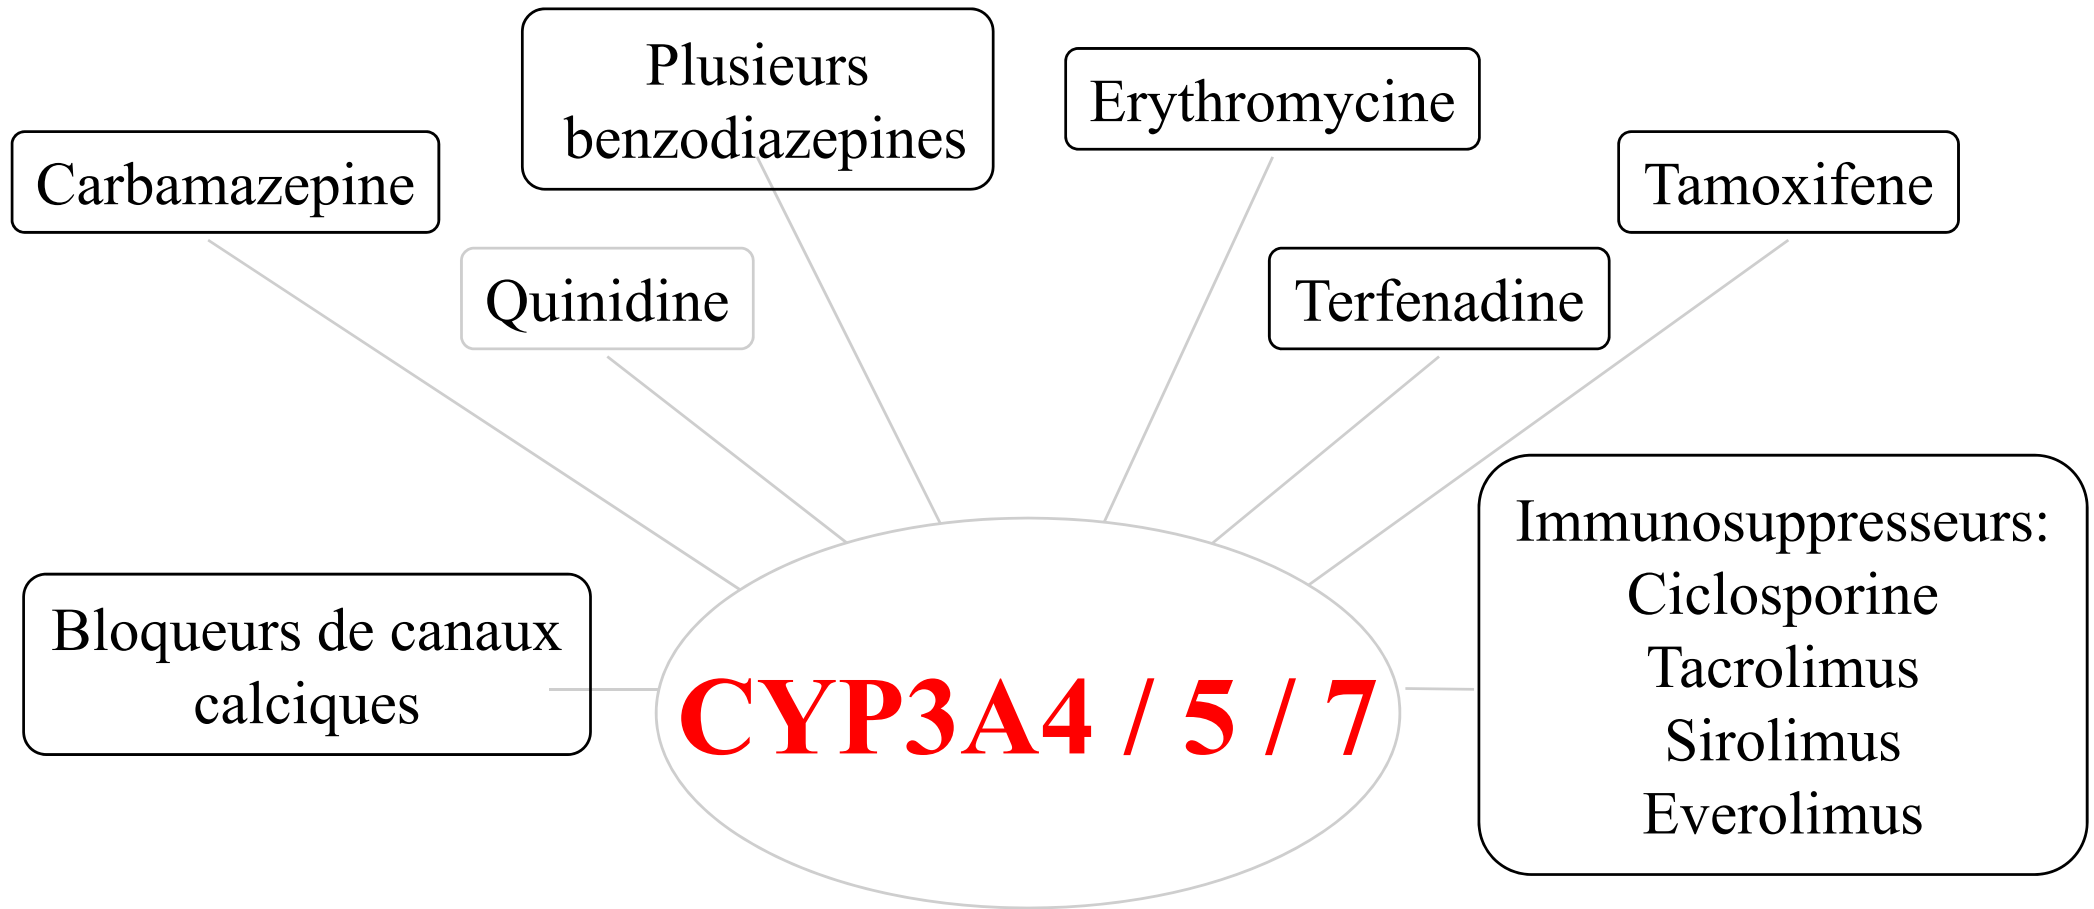 Plusieurs
benzodiazepines
Erythromycine
Carbamazepine
Tamoxifene
Quinidine
Terfenadine
Immunosuppresseurs:
Ciclosporine
Tacrolimus
Sirolimus
Everolimus
Bloqueurs de canaux
calciques
CYP3A4 / 5 / 7